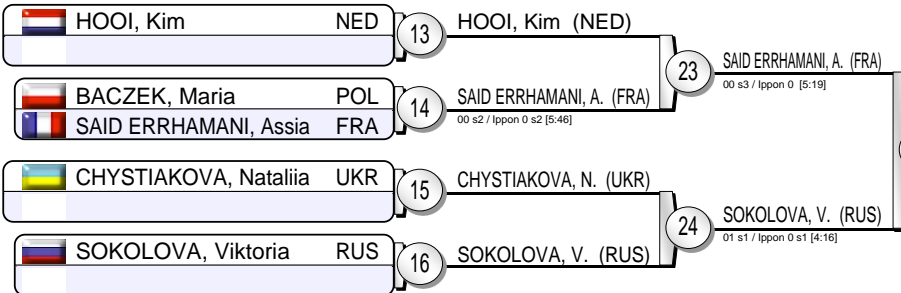 HOOI, Kim NED
13
HOOI, Kim (NED)
23
SAID ERRHAMANI, A. (FRA)
00 s3 / Ippon 0 [5:19]
BACZEK, Maria POL
SAID ERRHAMANI, Assia FRA
14
SAID ERRHAMANI, A. (FRA)
00 s2 / Ippon 0 s2 [5:46]
CHYSTIAKOVA, Nataliia UKR
15
CHYSTIAKOVA, N. (UKR)
24
SOKOLOVA, V. (RUS)
01 s1 / Ippon 0 s1 [4:16]
SOKOLOVA, Viktoria RUS
16
SOKOLOVA, V. (RUS)